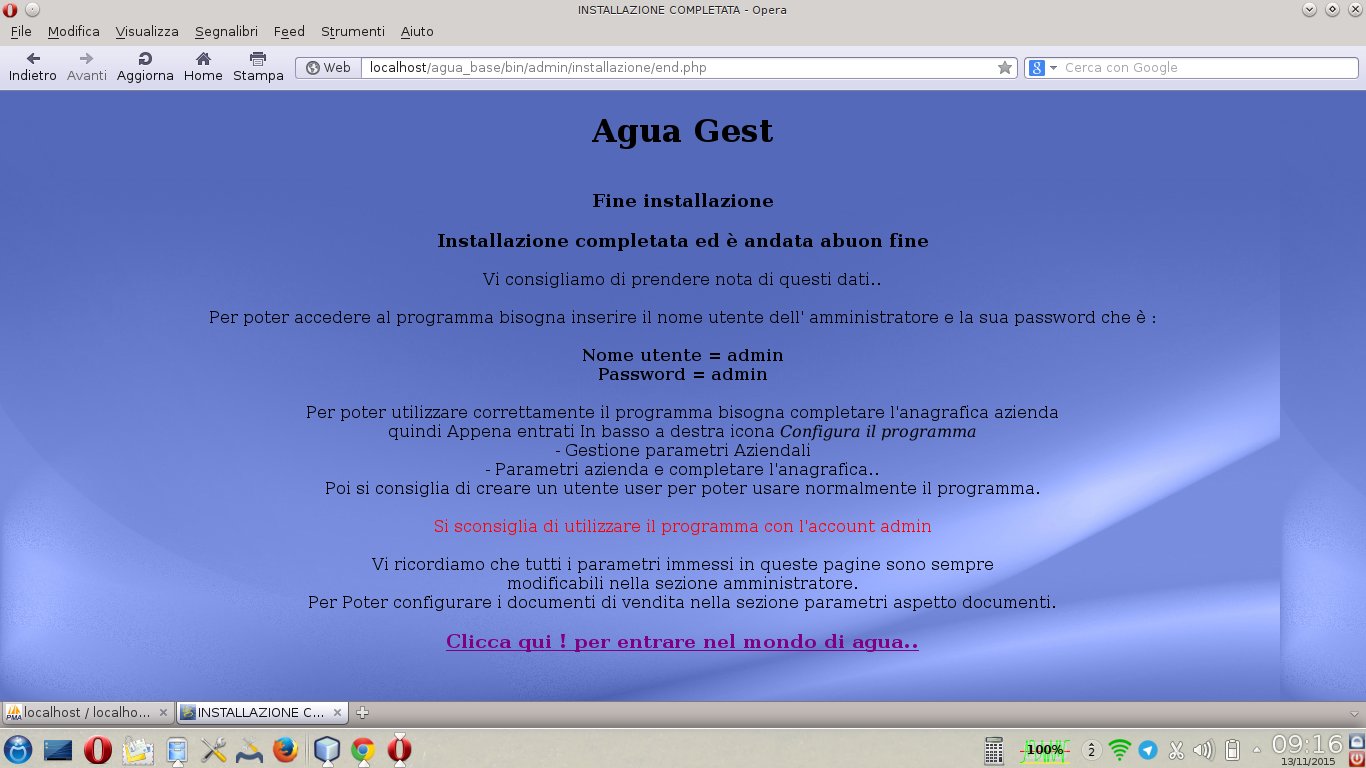 INSTALLAZIONE COMPLETATA - Opera
File Modifica Visualizza Segnalibri Feed Strumenti Aiuto
Indietro Avanti Aggiorna Home Stampa Web localhost/agua_base/bin/admin/installazione/end.php 8 Cerca con Google
Agua Gest
Fine installazione
Installazione completata ed è andata abuon fine
Vi consigliamo di prendere nota di questi dati..
Per poter accedere al programma bisogna inserire il nome utente dell' amministratore e la sua password che è :
Nome utente = admin
Password = admin
Per poter utilizzare correttamente il programma bisogna completare l'anagrafica azienda
quindi Appena entrati In basso a destra icona Configura il programma
- Gestione parametri Aziendali
- Parametri azienda e completare l'anagrafica..
Poi si consiglia di creare un utente user per poter usare normalmente il programma.
Si sconsiglia di utilizzare il programma con l'account admin
Vi ricordiamo che tutti i parametri immessi in queste pagine sono sempre
modificabili nella sezione amministratore.
Per Poter configurare i documenti di vendita nella sezione parametri aspetto documenti.
Clicca qui ! per entrare nel mondo di agua..
PMA localhost / localho... INSTALLAZIONE C...
100% 2 09:16
13/11/2015